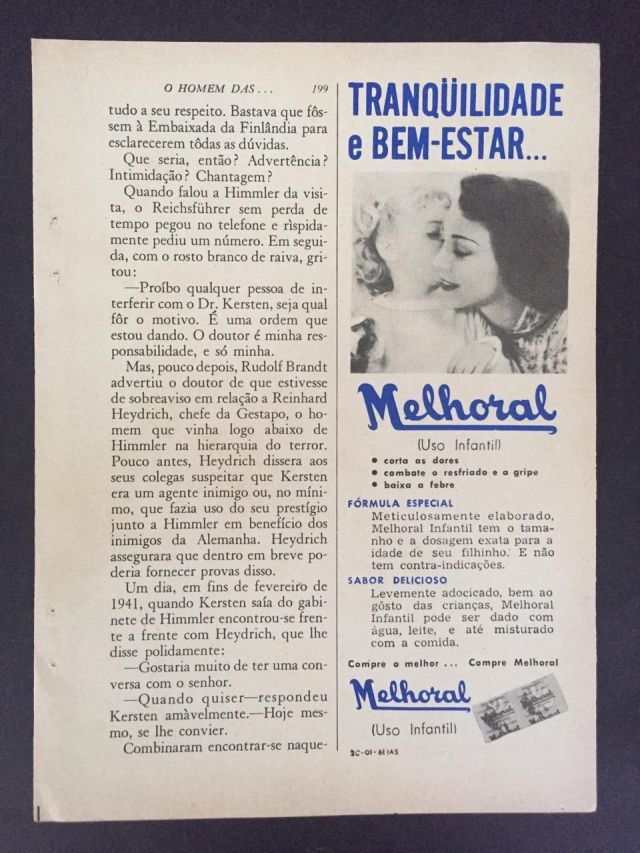 O HOMEM DAS... 199
tudo a seu respeito. Bastava que fôs-
sem à Embaixada da Finlândia para
esclarecerem tôdas as dúvidas.
Que seria, então? Advertência?
Intimidação? Chantagem?
Quando falou a Himmler da visi-
ta, o Reichsführer sem perda de
tempo pegou no telefone e rìspida-
mente pediu um número. Em segui-
da, com o rosto branco de raiva, gri-
tou:
—Proíbo qualquer pessoa de in-
terferir com o Dr. Kersten, seja qual
fôr o motivo. É uma ordem que
estou dando. O doutor é minha res-
ponsabilidade, e só minha.
Mas, pouco depois, Rudolf Brandt
advertiu o doutor de que estivesse
de sobreaviso em relação a Reinhard
Heydrich, chefe da Gestapo, o ho-
mem que vinha logo abaixo de
Himmler na hierarquia do terror.
Pouco antes, Heydrich dissera aos
seus colegas suspeitar que Kersten
era um agente inimigo ou, no míni-
mo, que fazia uso do seu prestígio
junto a Himmler em benefício dos
inimigos da Alemanha. Heydrich
assegurara que dentro em breve po-
deria fornecer provas disso.
Um dia, em fins de fevereiro de
1941, quando Kersten saía do gabi-
nete de Himmler encontrou-se fren-
te a frente com Heydrich, que lhe
disse polidamente:
—Gostaria muito de ter uma con-
versa com o senhor.
—Quando quiser—respondeu
Kersten amàvelmente.—Hoje mes-
mo, se lhe convier.
Combinaram encontrar-se naque-
TRANQÜILIDADE
e BEM-ESTAR...
Melhoral
(Uso Infantil)
• corta as dores
• combate o resfriado e a gripe
• baixa a febre
FÓRMULA ESPECIAL
Meticulosamente elaborado,
Melhoral Infantil tem o tama-
nho e a dosagem exata para a
idade de seu filhinho. E não
tem contra-indicações.
SABOR DELICIOSO
Levemente adocicado, bem ao
gôsto das crianças, Melhoral
Infantil pode ser dado com
água, leite, e até misturado
com a comida.
Compre o melhor... Compre Melhoral
Melhoral
(Uso Infantil)
2C-01-61 IAS